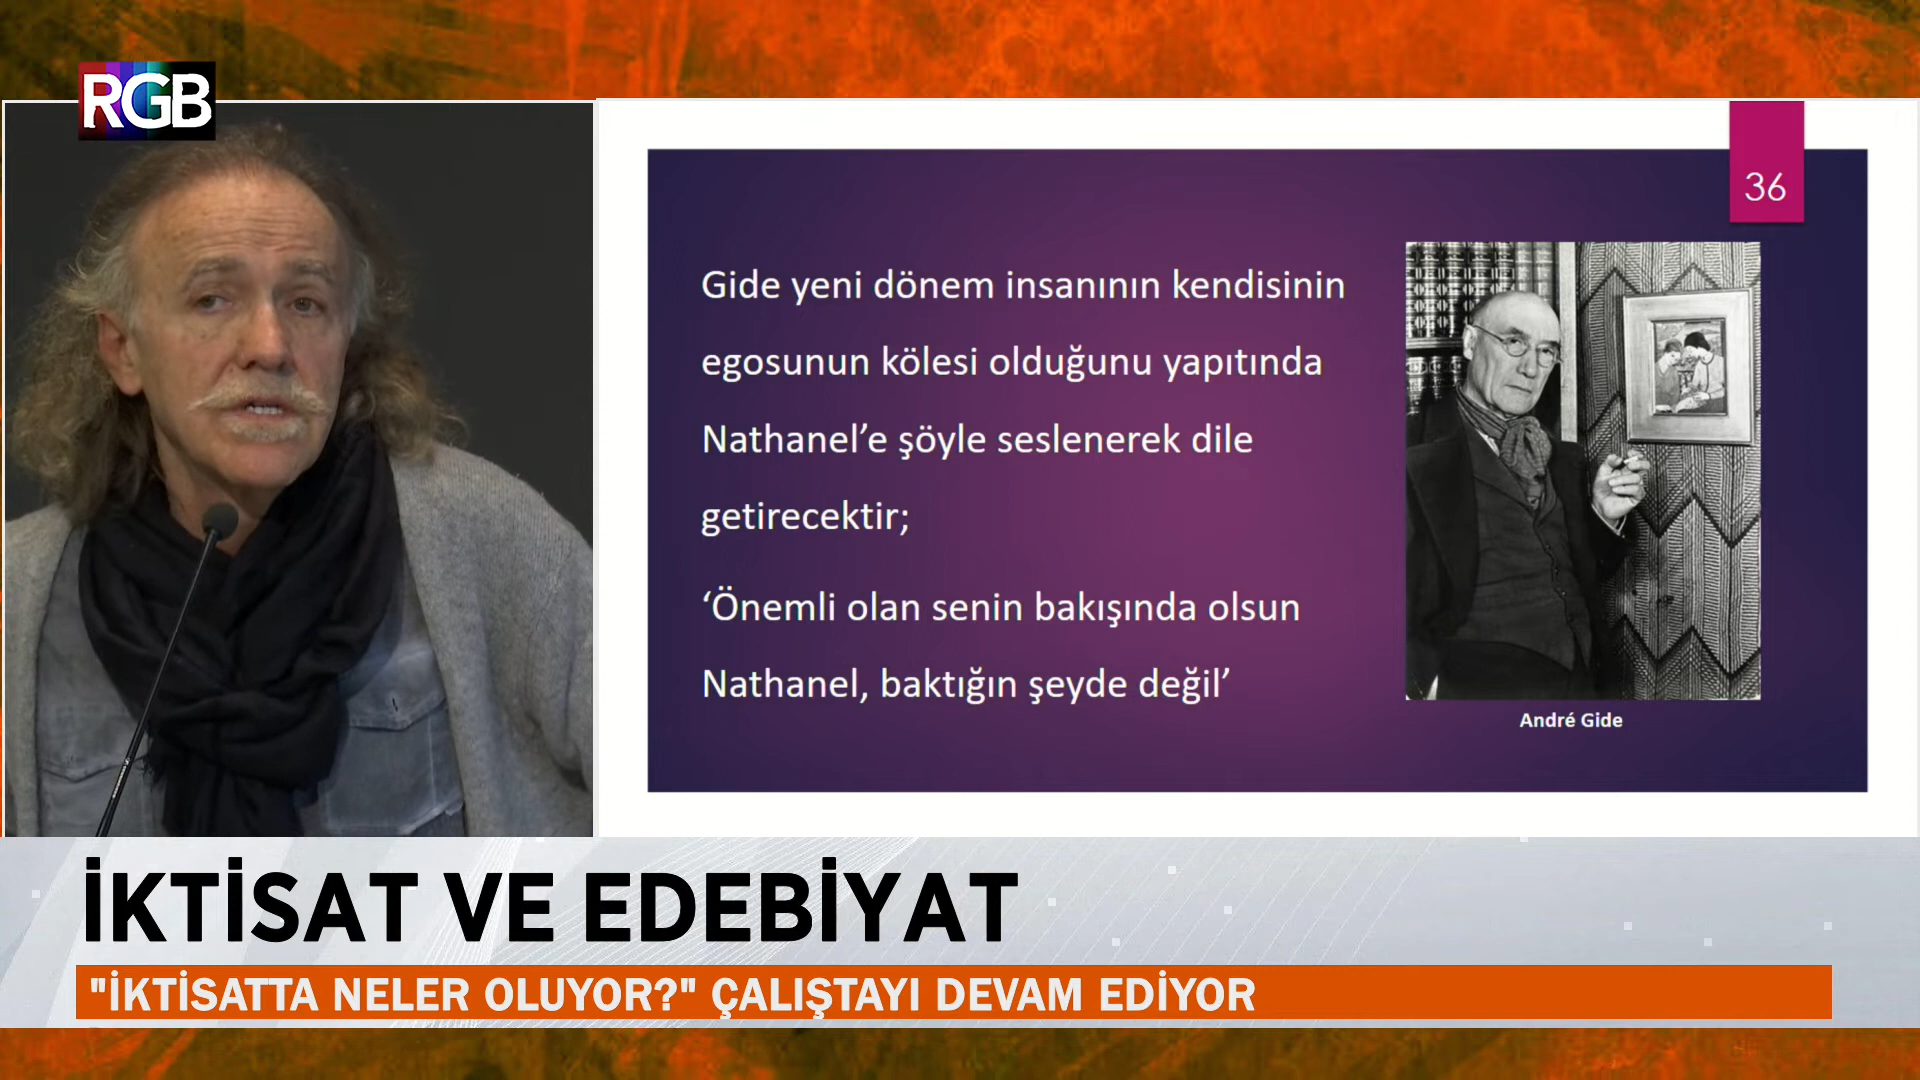 RGB
36
Gide yeni dönem insanının kendisinin
egosunun kölesi olduğunu yapıtında
Nathanel’e şöyle seslenerek dile
getirecektir;
‘Önemli olan senin bakışında olsun
Nathanel, baktığın şeyde değil’
André Gide
İKTİSAT VE EDEBİYAT
"İKTİSATTA NELER OLUYOR?" ÇALIŞTAYI DEVAM EDİYOR